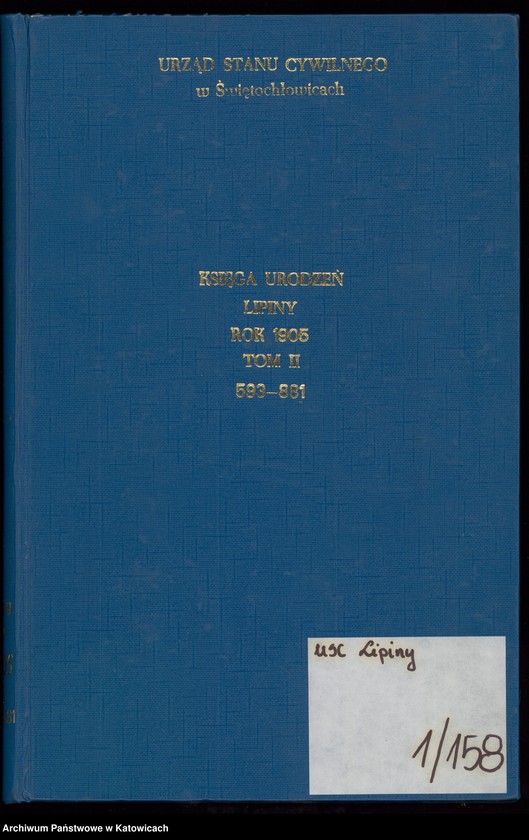 URZĄD STANU CYWILNEGO
w Świętochłowicach
KSIĘGA URODZEŃ
LIPINY
ROK 1905
TOM II
593-881
USC Lipiny
1/158
Archiwum Państwowe w Katowicach